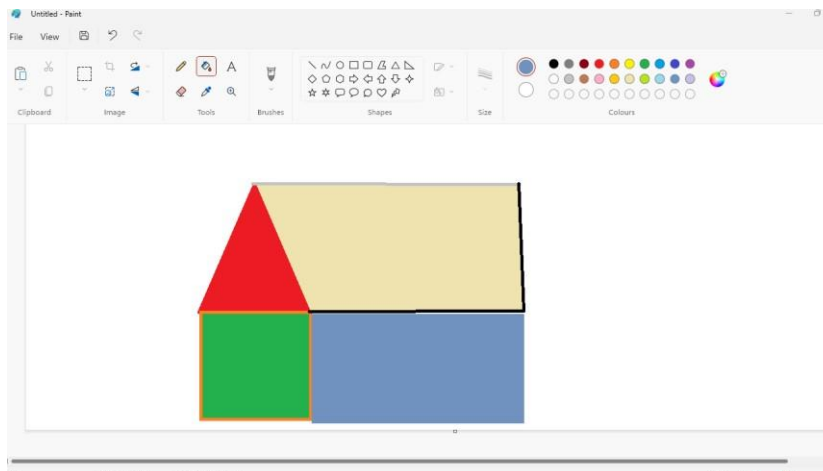 Untitled - Paint
File View
A
Clipboard Image Tools Brushes Shapes Size Colours